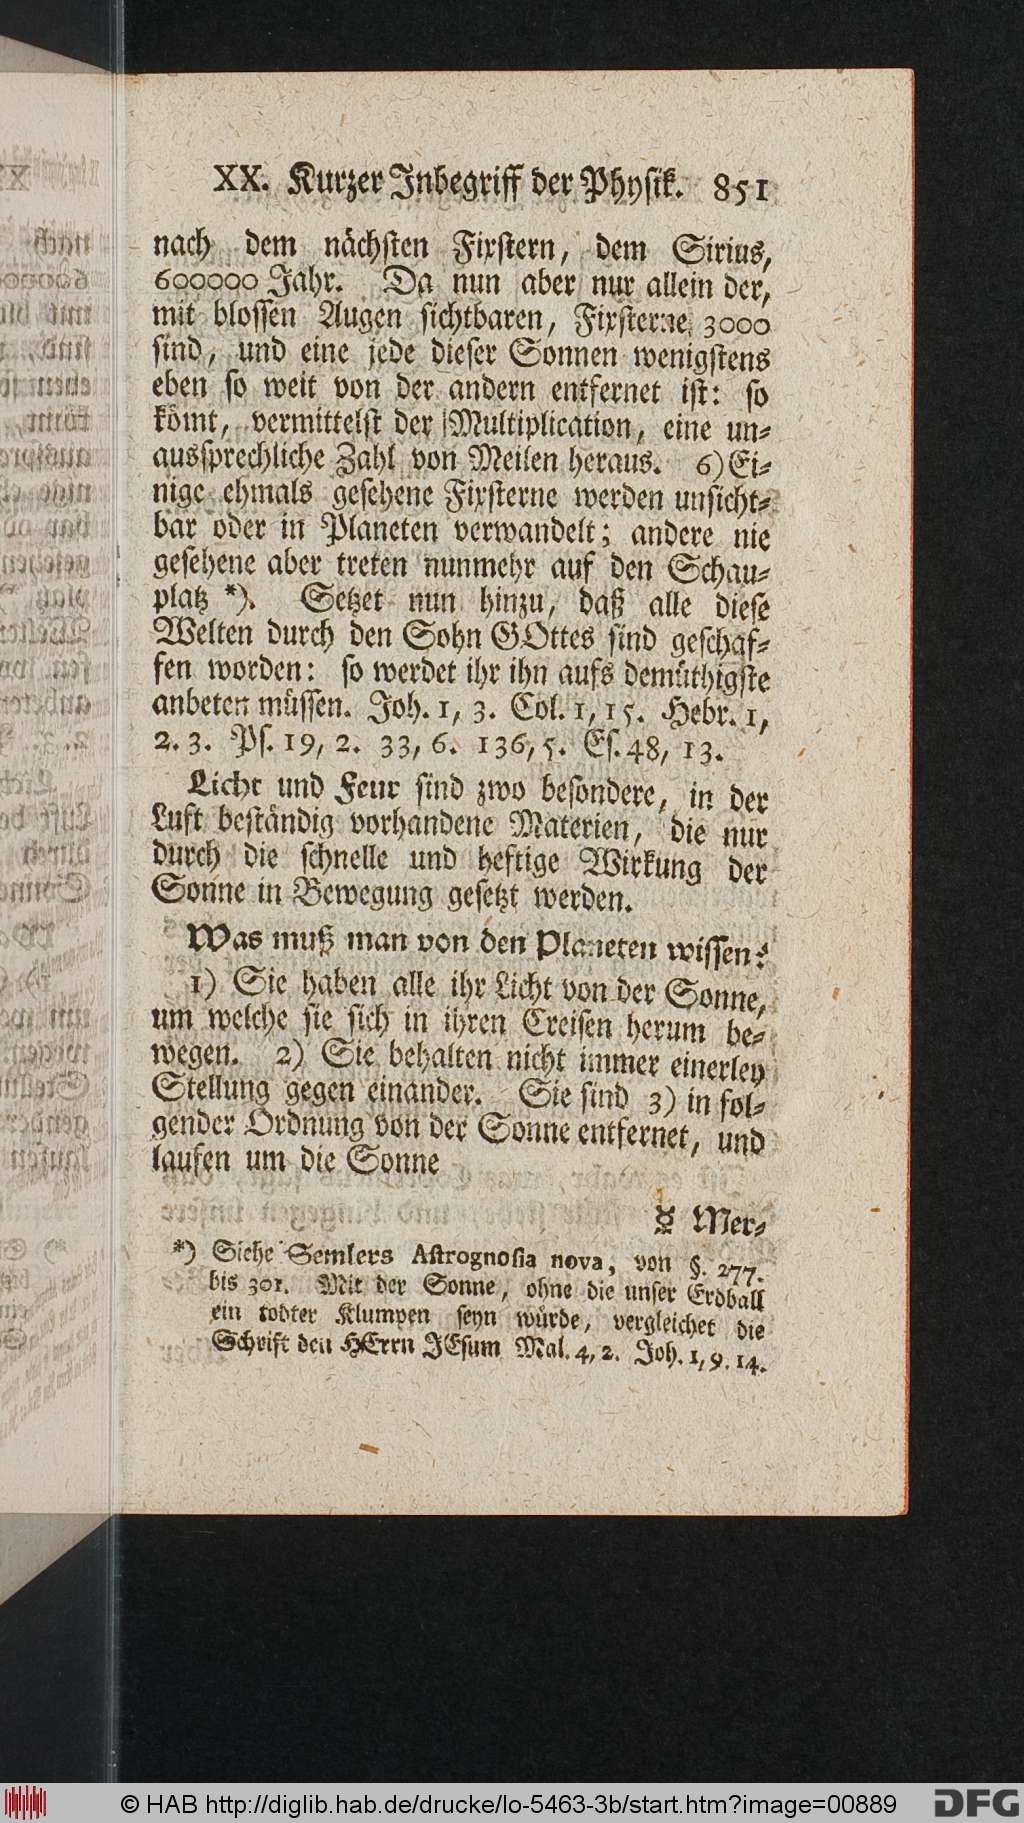 XX. Kurzer Inbegriff der Physik. 851
nach dem nächsten Fixstern, dem Sirius,
600000 Jahr. Da nun aber nur allein der,
mit blossen Augen sichtbaren, Fixsterne, 3000
sind, und eine jede dieser Sonnen wenigstens
eben so weit von der andern entfernet ist: so
kömt, vermittelst der Multiplication, eine un-
aussprechliche Zahl von Meilen heraus. 6) Ei-
nige ehmals gesehene Fixsterne werden unsicht-
bar oder in Planeten verwandelt; andere nie
gesehene aber treten nunmehr auf den Schau-
platz *). Setzet nun hinzu, daß alle diese
Welten durch den Sohn GOttes sind geschaf-
fen worden: so werdet ihr ihn aufs demüthigste
anbeten müssen. Joh. 1, 3. Col. 1, 15. Hebr. 1,
2. 3. Ps. 19, 2. 33, 6. 136, 5. Es. 48, 13.
Licht und Feur sind zwo besondere, in der
Luft beständig vorhandene Materien, die nur
durch die schnelle und heftige Wirkung der
Sonne in Bewegung gesetzt werden.
Was muß man von den Planeten wissen?
1) Sie haben alle ihr Licht von der Sonne,
um welche sie sich in ihren Creisen herum be-
wegen. 2) Sie behalten nicht immer einerley
Stellung gegen einander. Sie sind 3) in fol-
gender Ordnung von der Sonne entfernet, und
laufen um die Sonne
☿ Mer-
*) Siehe Semlers Astrognosia nova, von §. 277.
bis 301. Mit der Sonne, ohne die unser Erdball
ein todter Klumpen seyn würde, vergleichet die
Schrift den HErrn JEsum Mal. 4, 2. Joh. 1, 9. 14.
© HAB http://diglib.hab.de/drucke/lo-5463-3b/start.htm?image=00889
DFG